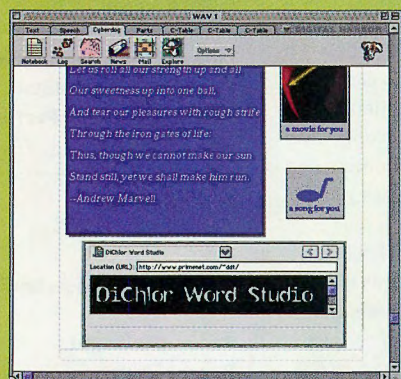 WAV 1
Text Speech Cyberdog Parts C-Table C-Table C-Table DIGITAL HARBOR
Notebook Log Search News Mail Explore Options
Let us roll all our strength up and all
Our sweetness up into one ball,
And tear our pleasures with rough strife
Through the iron gates of life:
Thus, though we cannot make our sun
Stand still, yet we shall make him run.
--Andrew Marvell
a movie for you
a song for you
DiChlor Word Studio
Location (URL): http://www.primenet.com/~ddt/
DiChlor Word Studio